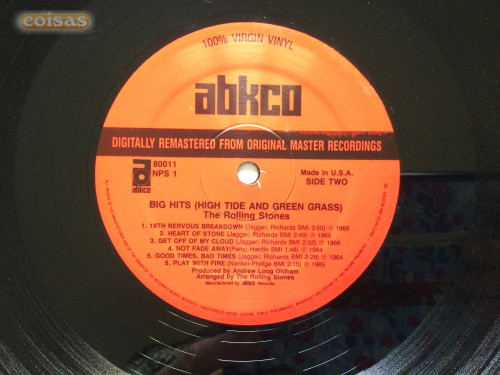 coisas
100% VIRGIN VINYL
abkco
DIGITALLY REMASTERED FROM ORIGINAL MASTER RECORDINGS
a
abkco
80011
NPS 1
Made in U.S.A.
SIDE TWO
BIG HITS (HIGH TIDE AND GREEN GRASS)
The Rolling Stones
1. 19TH NERVOUS BREAKDOWN (Jagger; Richards BMI 3:50) ℗ 1966
2. HEART OF STONE (Jagger; Richards BMI 2:49) ℗ 1965
3. GET OFF OF MY CLOUD (Jagger; Richards BMI 2:52) ℗ 1966
4. NOT FADE AWAY (Petty; Hardin BMI 1:48) ℗ 1964
5. GOOD TIMES, BAD TIMES (Jagger; Richards BMI 2:28) ℗
6. PLAY WITH FIRE (Nanker-Phelge BMI 2:15) ℗ 1965
Produced by Andrew Loog Oldham
Arranged by The Rolling Stones
Manufactured by abkco Records